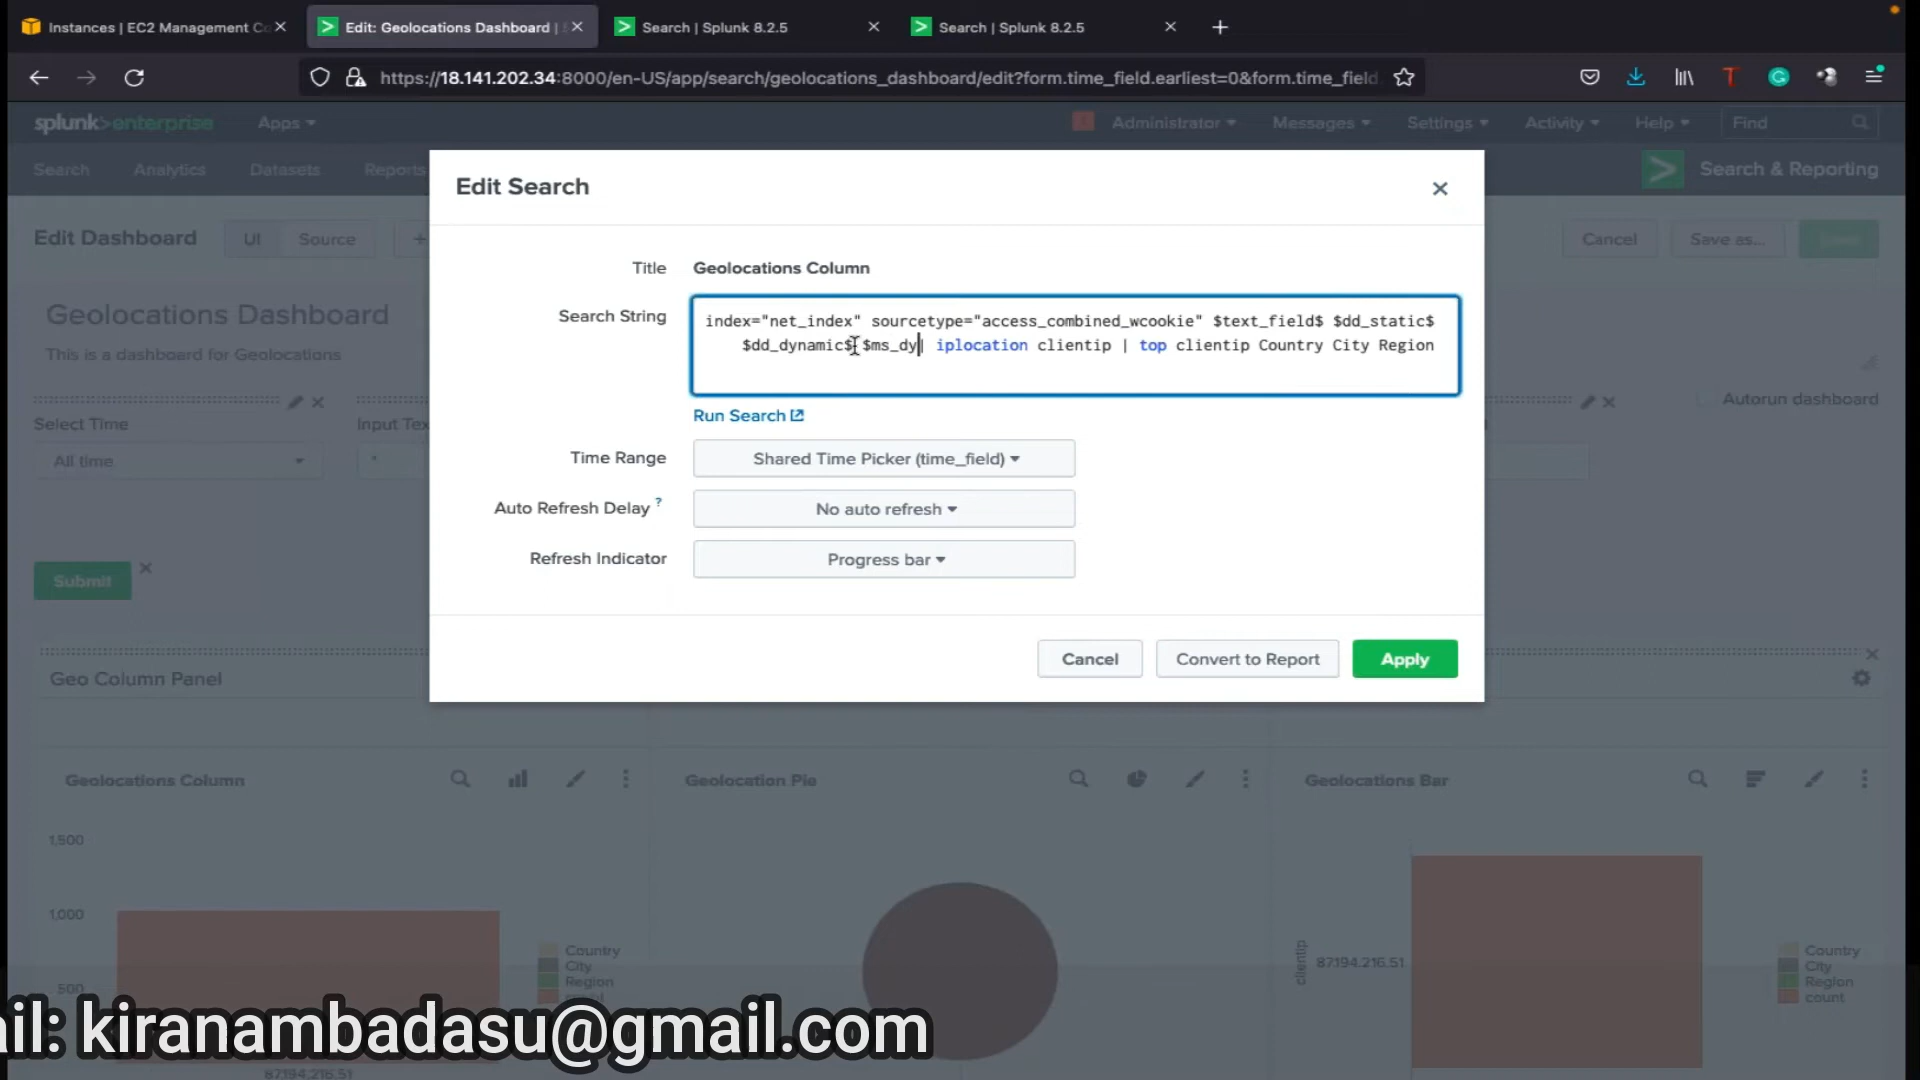 Instances | EC2 Management Co
Edit: Geolocations Dashboard |
Search | Splunk 8.2.5
Search | Splunk 8.2.5
https://18.141.202.34:8000/en-US/app/search/geolocations_dashboard/edit?form.time_field.earliest=0&form.time_field
splunk>enterprise
Apps
Administrator
Messages
Settings
Activity
Help
Find
Search
Analytics
Datasets
Reports
Search & Reporting
Edit Dashboard
UI
Source
Cancel
Save as...
Geolocations Dashboard
This is a dashboard for Geolocations
Select Time
Input Tex
Autorun dashboard
All time
*
Submit
Edit Search
Title
Geolocations Column
Search String
index="net_index" sourcetype="access_combined_wcookie" $text_field$ $dd_static$
$dd_dynamic$ $ms_dy| iplocation clientip | top clientip Country City Region
Run Search
Time Range
Shared Time Picker (time_field)
Auto Refresh Delay ?
No auto refresh
Refresh Indicator
Progress bar
Cancel
Convert to Report
Apply
Geo Column Panel
Geolocations Column
Geolocation Pie
Geolocations Bar
1,500
1,000
500
Country
City
Region
87.194.216.51
clientip
87.194.216.51
Country
City
Region
count
ail: kiranambadasu@gmail.com